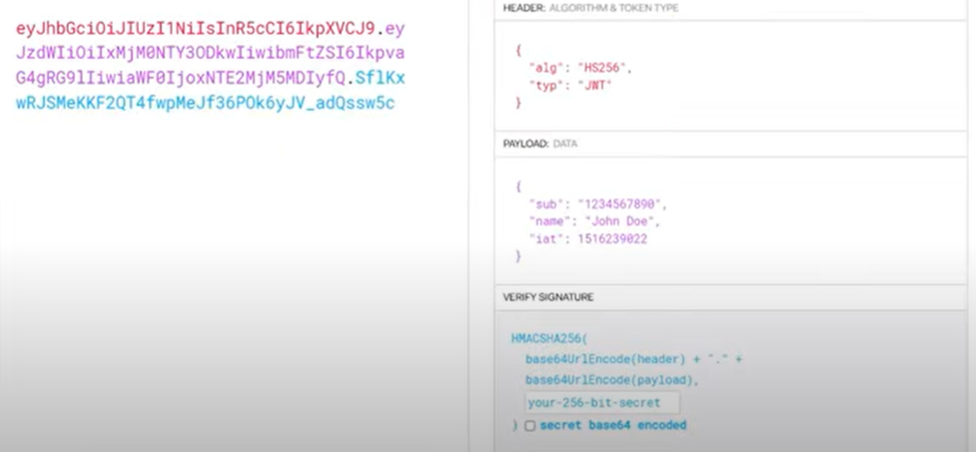 eyJhbGciOiJIUzI1NiIsInR5cCI6IkpXVCJ9.ey
JzdWIiOiIxMjM0NTY3ODkwIiwibmFtZSI6Ikpva
G4gRG9lIiwiaWF0IjoxNTE2MjM5MDIyfQ.SflKx
wRJSMeKKF2QT4fwpMeJf36POk6yJV_adQssw5c
HEADER: ALGORITHM & TOKEN TYPE
{
"alg": "HS256",
"typ": "JWT"
}
PAYLOAD: DATA
{
"sub": "1234567890",
"name": "John Doe",
"iat": 1516239022
}
VERIFY SIGNATURE
HMACSHA256(
base64UrlEncode(header) + "." +
base64UrlEncode(payload),
your-256-bit-secret
) secret base64 encoded